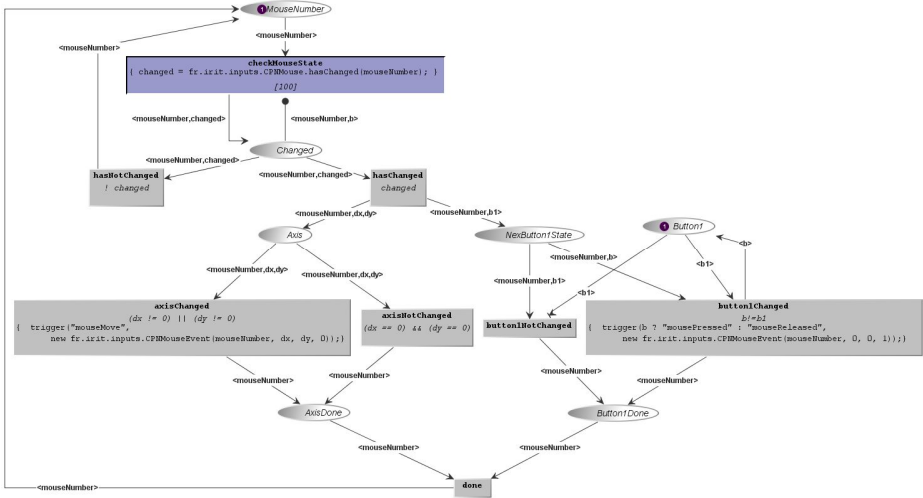 1 MouseNumber
<mouseNumber>
<mouseNumber>
checkMouseState
{ changed = fr.irit.inputs.CPNMouse.hasChanged(mouseNumber); }
[100]
<mouseNumber,changed>
<mouseNumber,b>
Changed
<mouseNumber,changed>
<mouseNumber,changed>
hasNotChanged
! changed
hasChanged
changed
<mouseNumber,dx,dy>
<mouseNumber,b1>
Axis
NexButton1State
1 Button1
<b>
<mouseNumber,b>
<b1>
<mouseNumber,dx,dy>
<mouseNumber,dx,dy>
<mouseNumber,b1>
<b1>
axisChanged
(dx != 0) || (dy != 0)
{ trigger("mouseMove",
new fr.irit.inputs.CPNMouseEvent(mouseNumber, dx, dy, 0));}
axisNotChanged
(dx == 0) && (dy == 0)
button1NotChanged
button1Changed
b!=b1
{ trigger(b ? "mousePressed" : "mouseReleased",
new fr.irit.inputs.CPNMouseEvent(mouseNumber, 0, 0, 1));}
<mouseNumber>
<mouseNumber>
<mouseNumber>
<mouseNumber>
AxisDone
Button1Done
<mouseNumber>
<mouseNumber>
<mouseNumber>
done